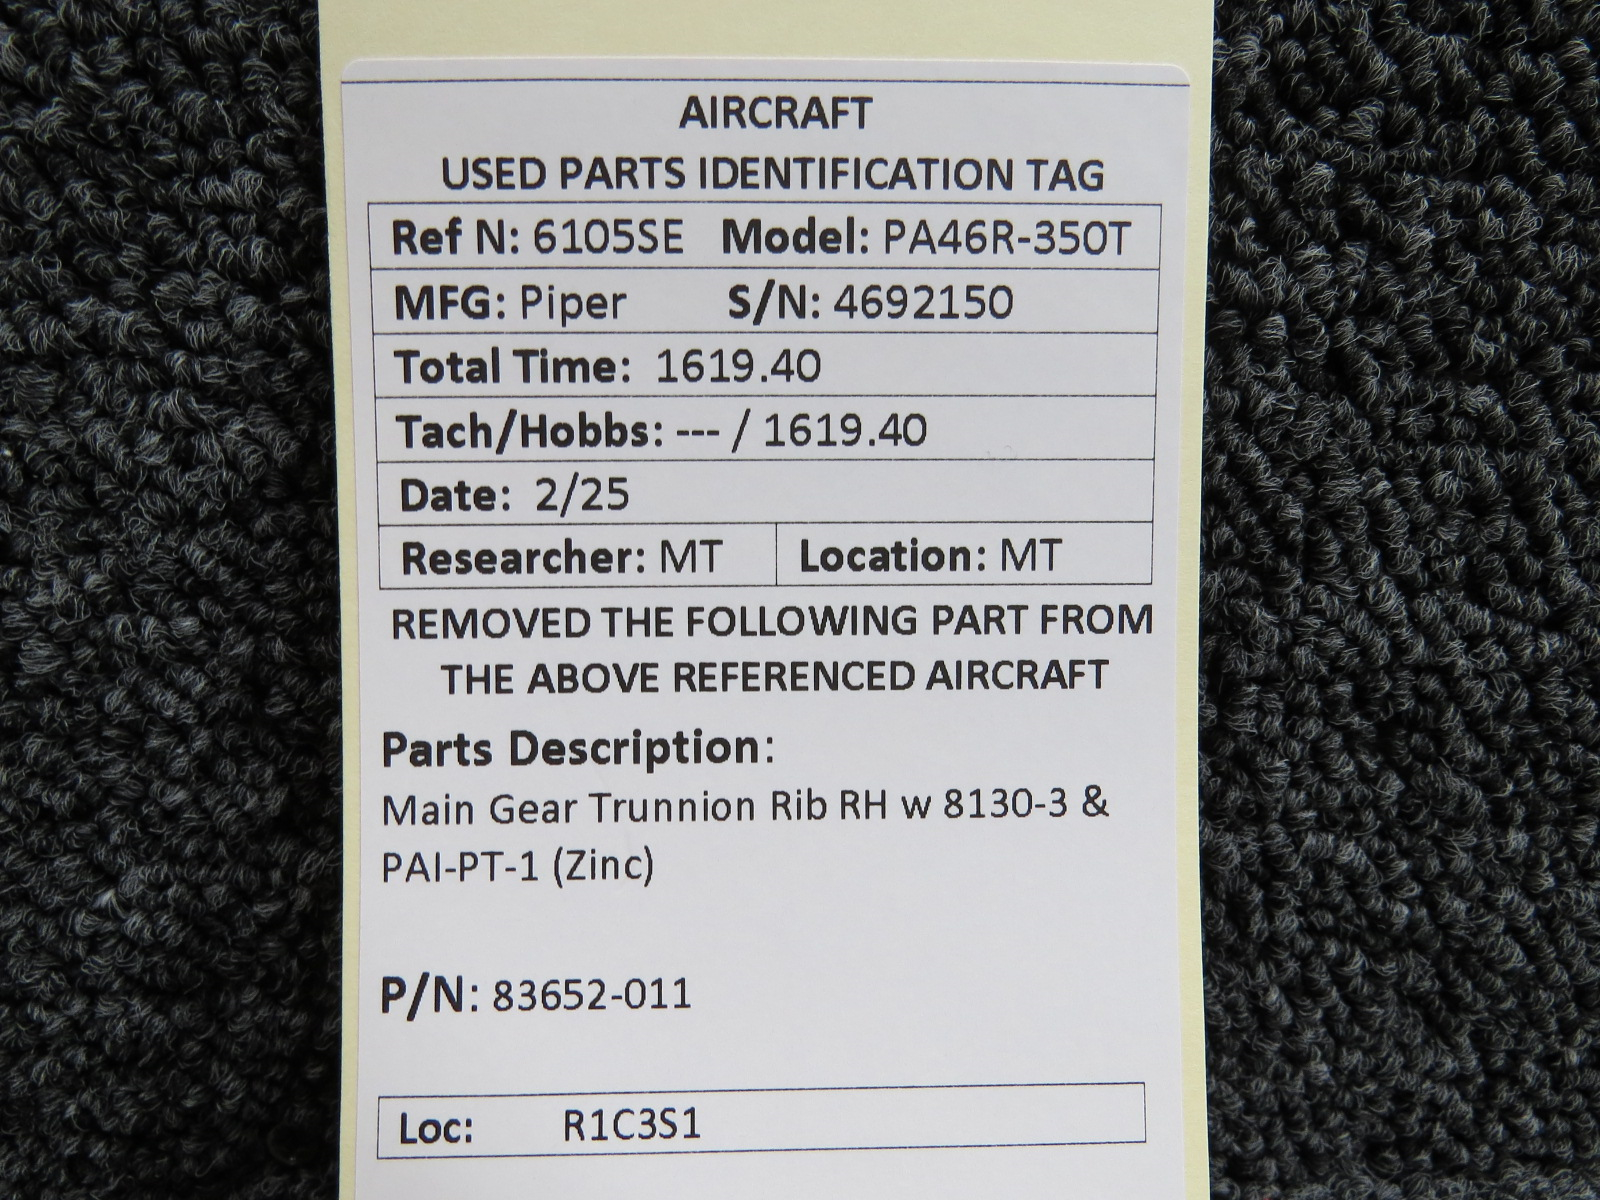 AIRCRAFT
USED PARTS IDENTIFICATION TAG
Ref N: 6105SE Model: PA46R-350T
MFG: Piper S/N: 4692150
Total Time: 1619.40
Tach/Hobbs: --- / 1619.40
Date: 2/25
Researcher: MT Location: MT
REMOVED THE FOLLOWING PART FROM
THE ABOVE REFERENCED AIRCRAFT
Parts Description:
Main Gear Trunnion Rib RH w 8130-3 &
PAI-PT-1 (Zinc)
P/N: 83652-011
Loc: R1C3S1